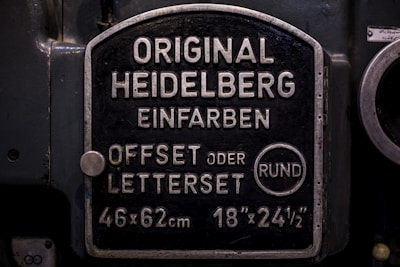 ORIGINAL
HEIDELBERG
EINFARBEN
OFFSET ODER
LETTERSET
RUND
46x62cm 18"x24½"